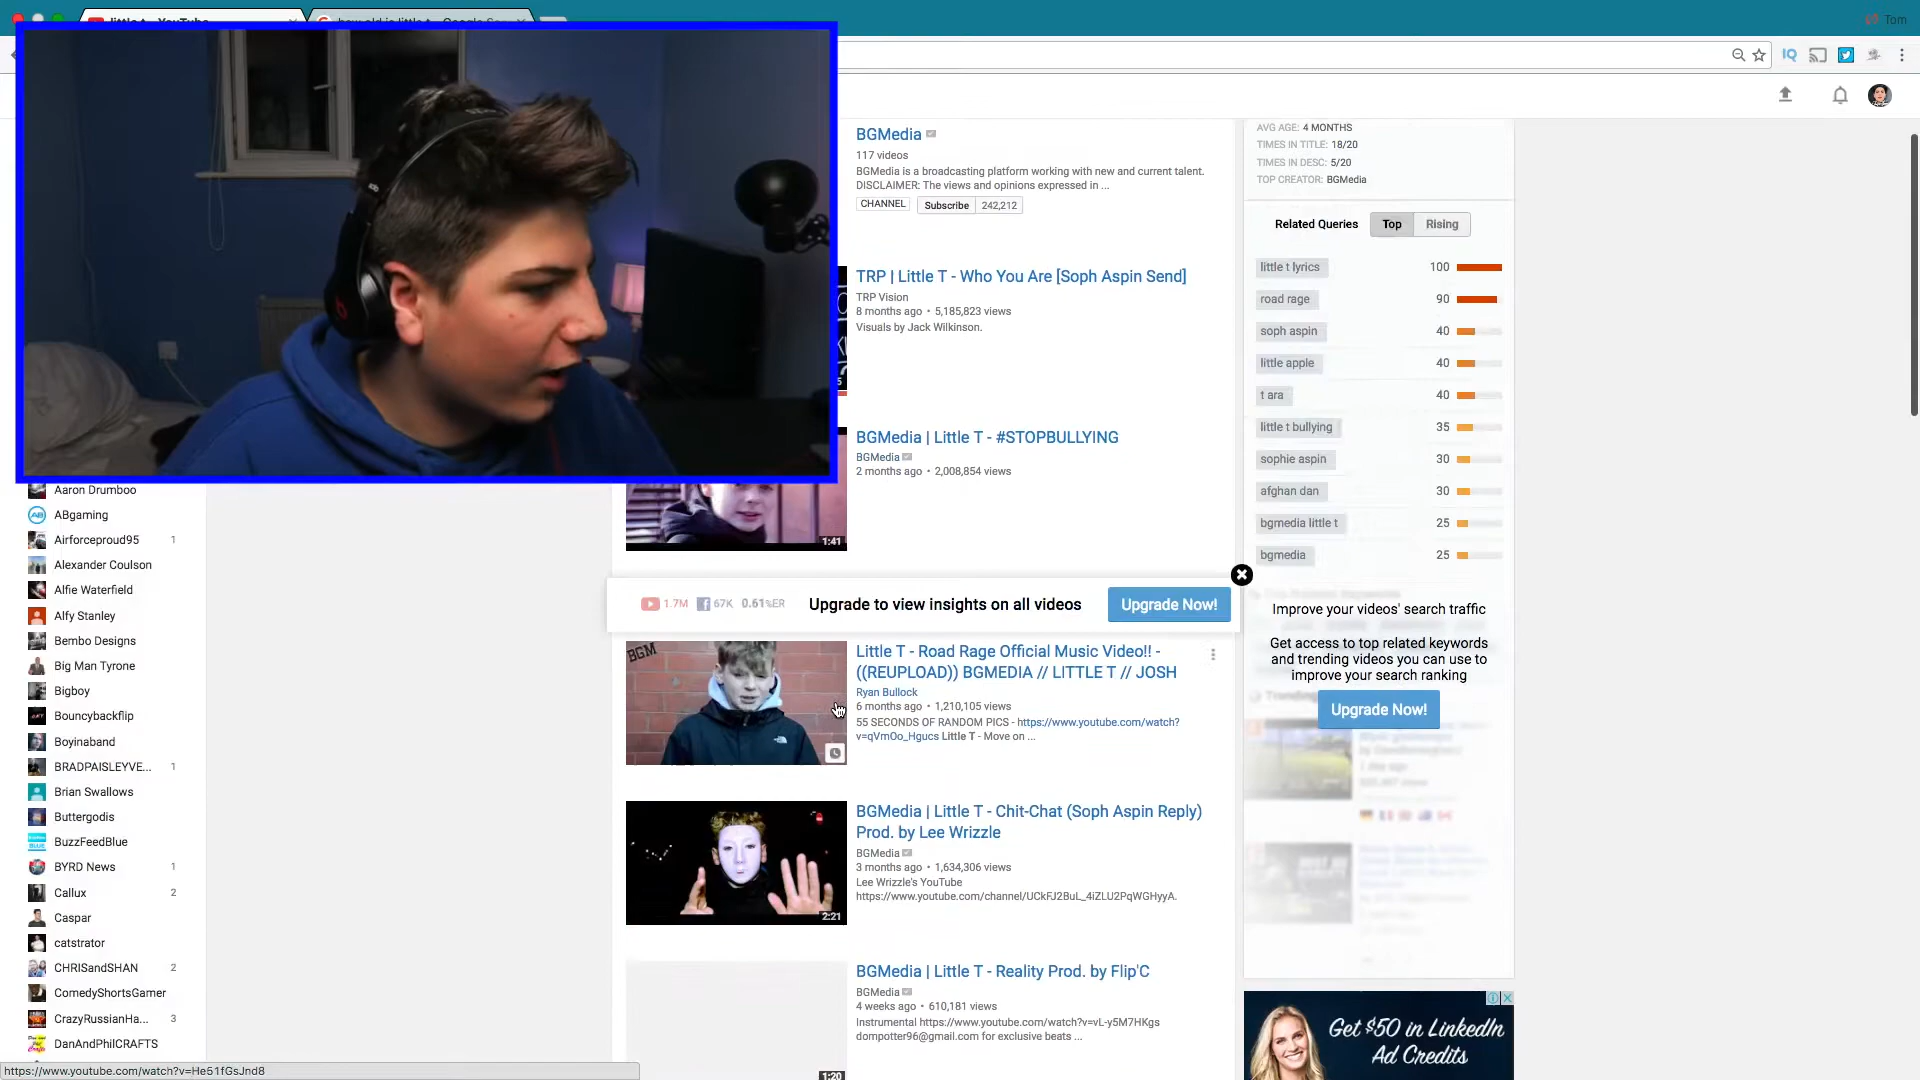 Tom
BGMedia
117 videos
BGMedia is a broadcasting platform working with new and current talent.
DISCLAIMER: The views and opinions expressed in ...
CHANNEL
Subscribe 242,212
TRP | Little T - Who You Are [Soph Aspin Send]
TRP Vision
8 months ago • 5,185,823 views
Visuals by Jack Wilkinson.
BGMedia | Little T - #STOPBULLYING
BGMedia
2 months ago • 2,008,854 views
1:41
1.7M 67K 0.61%ER Upgrade to view insights on all videos Upgrade Now!
BGM
Little T - Road Rage Official Music Video!! -
((REUPLOAD)) BGMEDIA // LITTLE T // JOSH
Ryan Bullock
6 months ago • 1,210,105 views
55 SECONDS OF RANDOM PICS - https://www.youtube.com/watch?
v=qVmOo_Hgucs Little T - Move on ...
BGMedia | Little T - Chit-Chat (Soph Aspin Reply)
Prod. by Lee Wrizzle
BGMedia
3 months ago • 1,634,306 views
Lee Wrizzle's YouTube
https://www.youtube.com/channel/UCkFJ2BuL_4iZLU2PqWGHyyA.
2:21
BGMedia | Little T - Reality Prod. by Flip'C
BGMedia
4 weeks ago • 610,181 views
Instrumental https://www.youtube.com/watch?v=vL-y5M7HKgs
dompotter96@gmail.com for exclusive beats ...
1:20
AVG AGE: 4 MONTHS
TIMES IN TITLE: 18/20
TIMES IN DESC: 5/20
TOP CREATOR: BGMedia
Related Queries Top Rising
little t lyrics 100
road rage 90
soph aspin 40
little apple 40
t ara 40
little t bullying 35
sophie aspin 30
afghan dan 30
bgmedia little t 25
bgmedia 25
Improve your videos' search traffic
Get access to top related keywords
and trending videos you can use to
improve your search ranking
Upgrade Now!
Get $50 in LinkedIn
Ad Credits
Aaron Drumboo
ABgaming
Airforceproud95 1
Alexander Coulson
Alfie Waterfield
Alfy Stanley
Bembo Designs
Big Man Tyrone
Bigboy
Bouncybackflip
Boyinaband
BRADPAISLEYVE... 1
Brian Swallows
Buttergodis
BuzzFeedBlue
BYRD News 1
Callux 2
Caspar
catstrator
CHRISandSHAN 2
ComedyShortsGamer
CrazyRussianHa... 3
DanAndPhilCRAFTS
https://www.youtube.com/watch?v=He51fGsJnd8